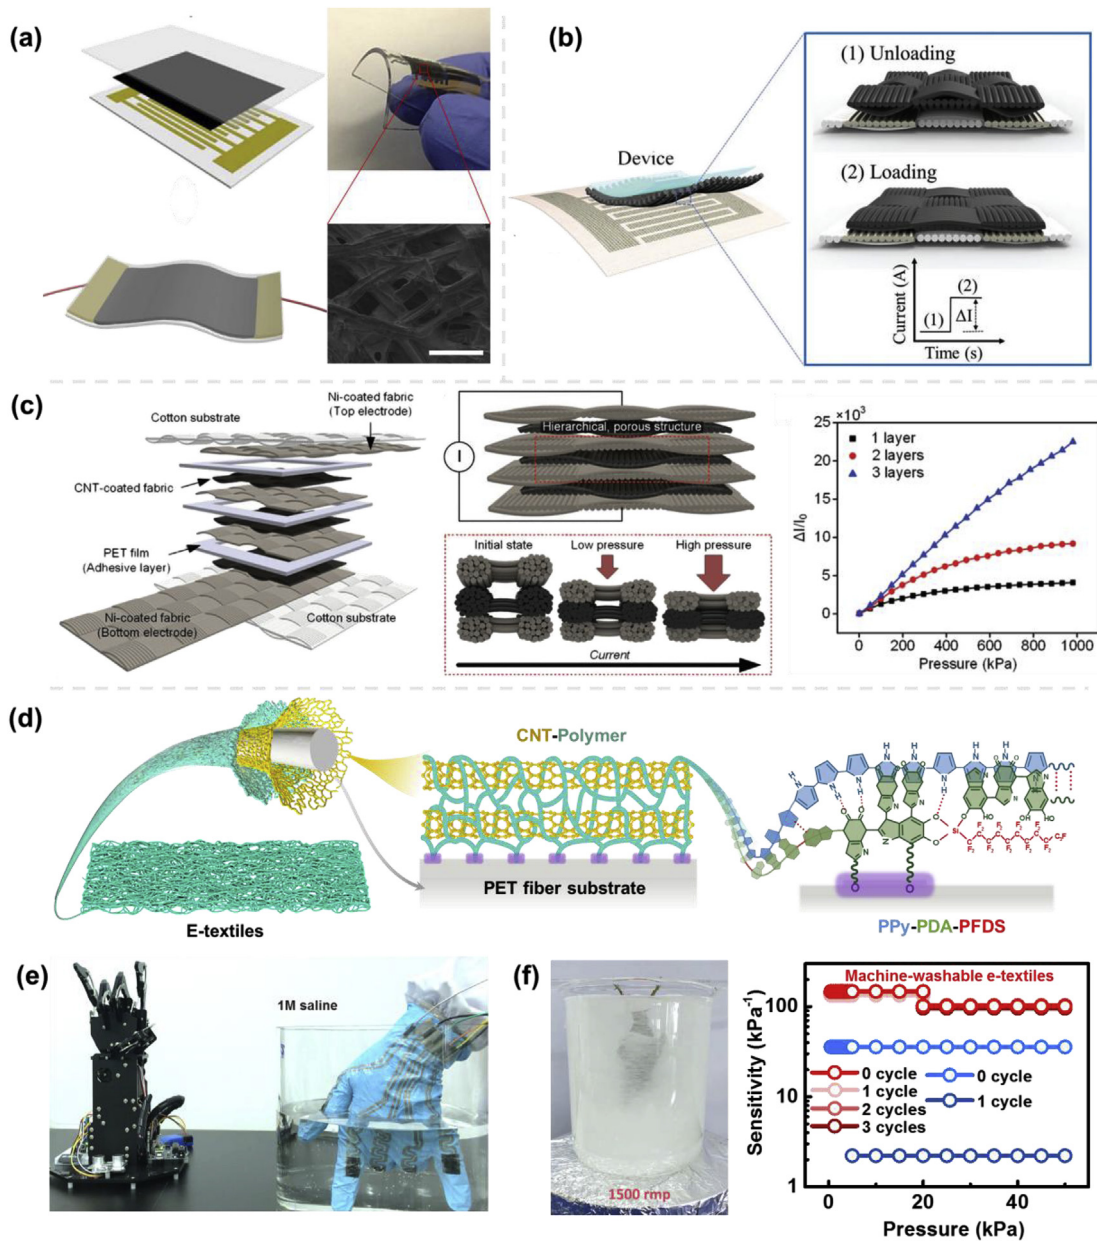 (a)
(b)
Device
(1) Unloading
(2) Loading
Current (A)
(1)
(2)
ΔI
Time (s)
(c)
Cotton substrate
Ni-coated fabric
(Top electrode)
CNT-coated fabric
PET film
(Adhesive layer)
Ni-coated fabric
(Bottom electrode)
Cotton substrate
I
Hierarchical, porous structure
Initial state
Low pressure
High pressure
Current
×10³
25
20
15
10
5
0
ΔI/I₀
1 layer
2 layers
3 layers
0 200 400 600 800 1000
Pressure (kPa)
(d)
E-textiles
CNT-Polymer
PET fiber substrate
PPy-PDA-PFDS
(e)
1M saline
(f)
1500 rmp
Machine-washable e-textiles
Sensitivity (kPa⁻¹)
100
10
1
0 cycle
1 cycle
2 cycles
3 cycles
0 cycle
1 cycle
0 20 40
Pressure (kPa)